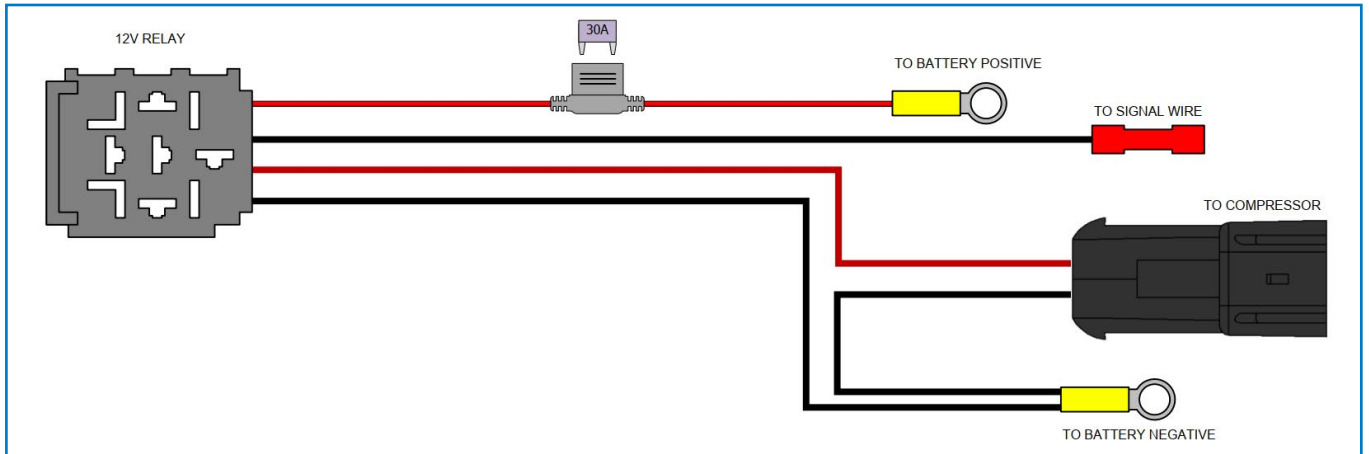 12V RELAY
30A
TO BATTERY POSITIVE
TO SIGNAL WIRE
TO COMPRESSOR
TO BATTERY NEGATIVE